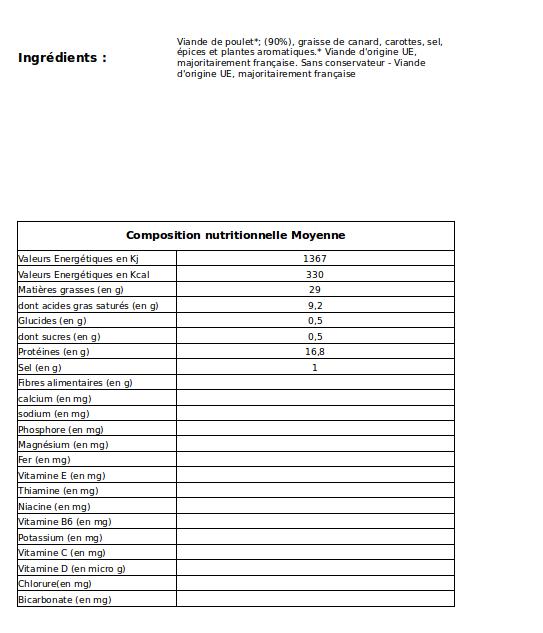 Ingrédients :
Viande de poulet*; (90%), graisse de canard, carottes, sel,
épices et plantes aromatiques.* Viande d'origine UE,
majoritairement française. Sans conservateur - Viande
d'origine UE, majoritairement française
Composition nutritionnelle Moyenne
Valeurs Energétiques en Kj 1367
Valeurs Energétiques en Kcal 330
Matières grasses (en g) 29
dont acides gras saturés (en g) 9,2
Glucides (en g) 0,5
dont sucres (en g) 0,5
Protéines (en g) 16,8
Sel (en g) 1
Fibres alimentaires (en g)
calcium (en mg)
sodium (en mg)
Phosphore (en mg)
Magnésium (en mg)
Fer (en mg)
Vitamine E (en mg)
Thiamine (en mg)
Niacine (en mg)
Vitamine B6 (en mg)
Potassium (en mg)
Vitamine C (en mg)
Vitamine D (en micro g)
Chlorure(en mg)
Bicarbonate (en mg)